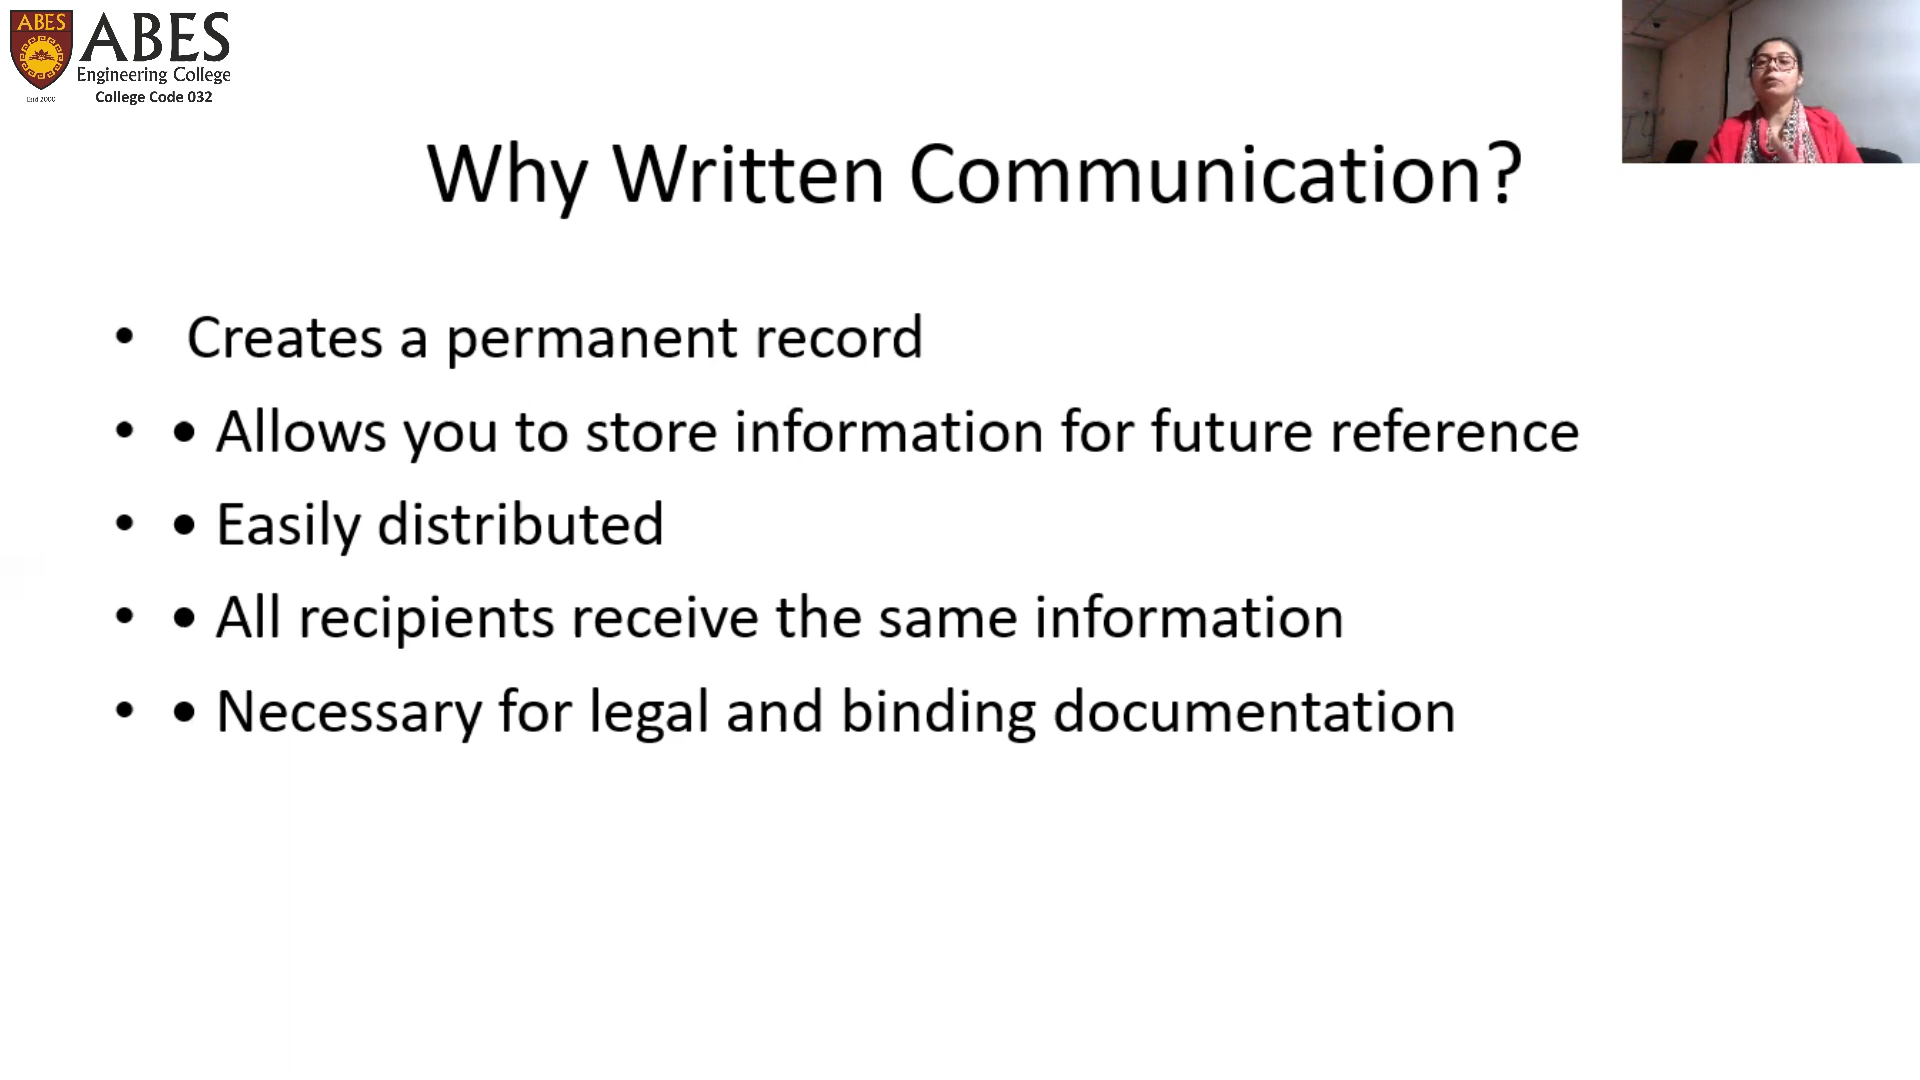 ABES
ABES
Engineering College
College Code 032
Why Written Communication?
• Creates a permanent record
• • Allows you to store information for future reference
• • Easily distributed
• • All recipients receive the same information
• • Necessary for legal and binding documentation